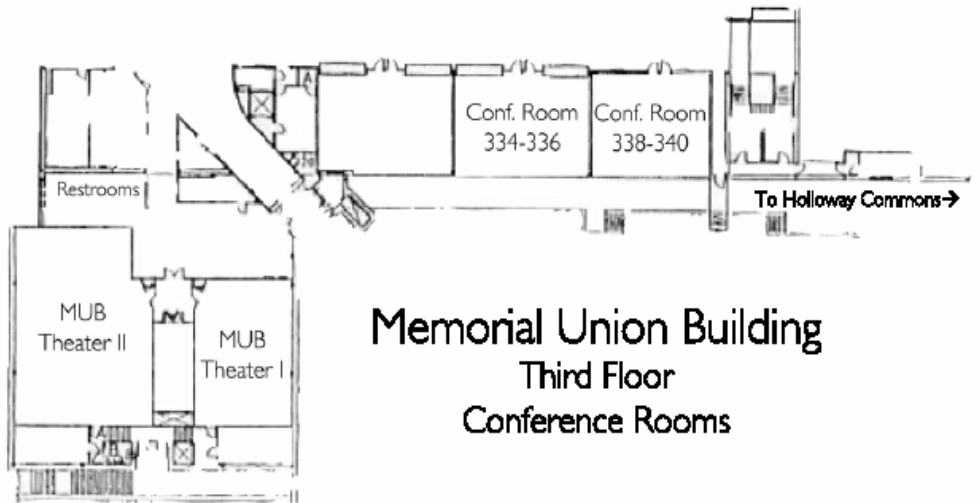 Conf. Room
334-336
Conf. Room
338-340
Restrooms
To Holloway Commons→
MUB
Theater II
MUB
Theater I
Memorial Union Building
Third Floor
Conference Rooms